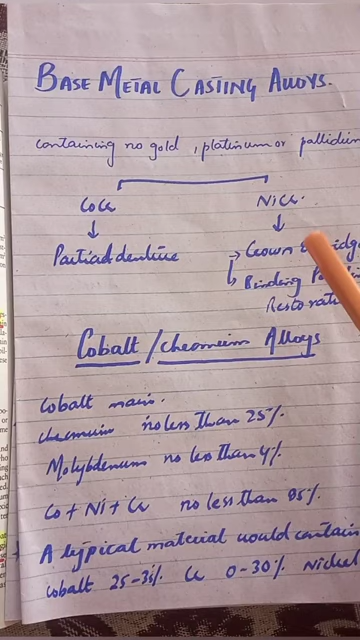 BASE METAL CASTING ALLOYS.
containing no gold, platinum or palladium
CoCr NiCr.
Partial denture → Crown
Bonding
Restorat
Cobalt / chromium Alloys
Cobalt main.
chromium no less than 25%.
Molybdenum no less than 4%
Co + Ni + Cr no less than 85%.
A typical material would contain
Cobalt 25-35% Cr 0-30% Nickel